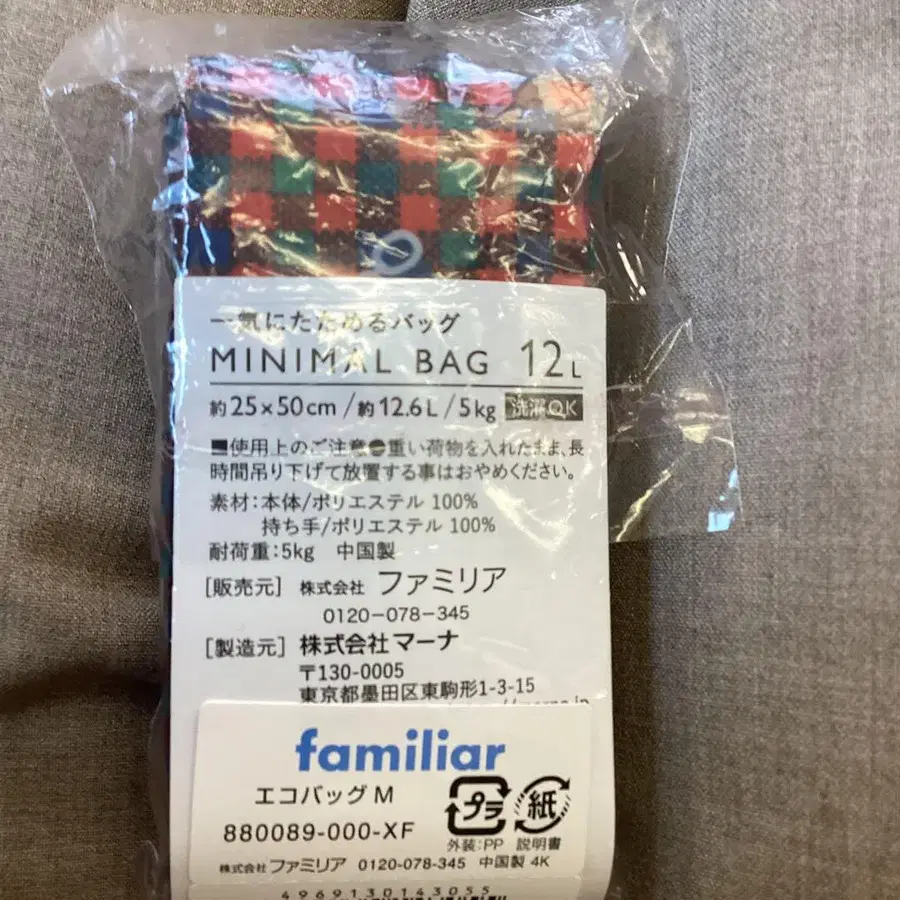 一気にたためるバッグ
MINIMAL BAG 12L
約25×50cm/約12.6L/5kg 洗濯OK
■使用上のご注意●重い荷物を入れたまま、長
時間吊り下げて放置する事はおやめください。
素材:本体/ポリエステル 100%
持ち手/ポリエステル 100%
耐荷重:5kg 中国製
[販売元] 株式会社 ファミリア
0120-078-345
[製造元] 株式会社マーナ
〒130-0005
東京都墨田区東駒形1-3-15
familiar
エコバッグ M
880089-000-XF
プラ 紙
外装:PP 説明書
株式会社 ファミリア 0120-078-345 中国製 4K
4969130143055